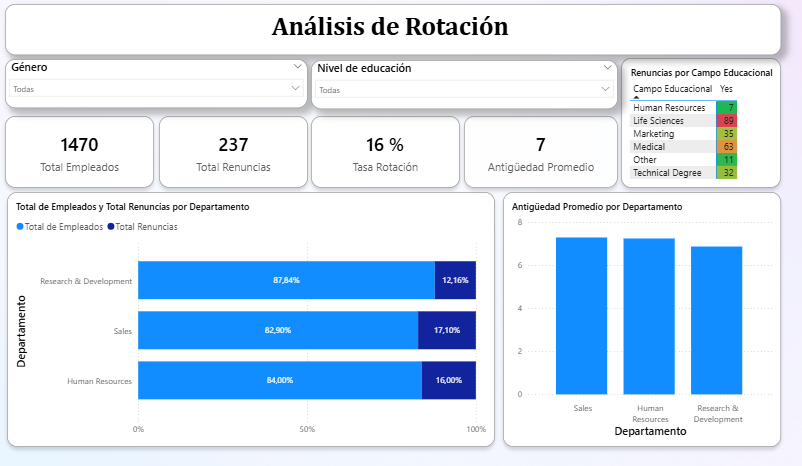 Análisis de Rotación
Género
Todas
Nivel de educación
Todas
Renuncias por Campo Educacional
Campo Educacional Yes
Human Resources 7
Life Sciences 89
Marketing 35
Medical 63
Other 11
Technical Degree 32
1470
Total Empleados
237
Total Renuncias
16 %
Tasa Rotación
7
Antigüedad Promedio
Total de Empleados y Total Renuncias por Departamento
Total de Empleados Total Renuncias
Departamento
Research & Development 87,84% 12,16%
Sales 82,90% 17,10%
Human Resources 84,00% 16,00%
0% 50% 100%
Antigüedad Promedio por Departamento
8
6
4
2
0
Sales
Human Resources
Research & Development
Departamento